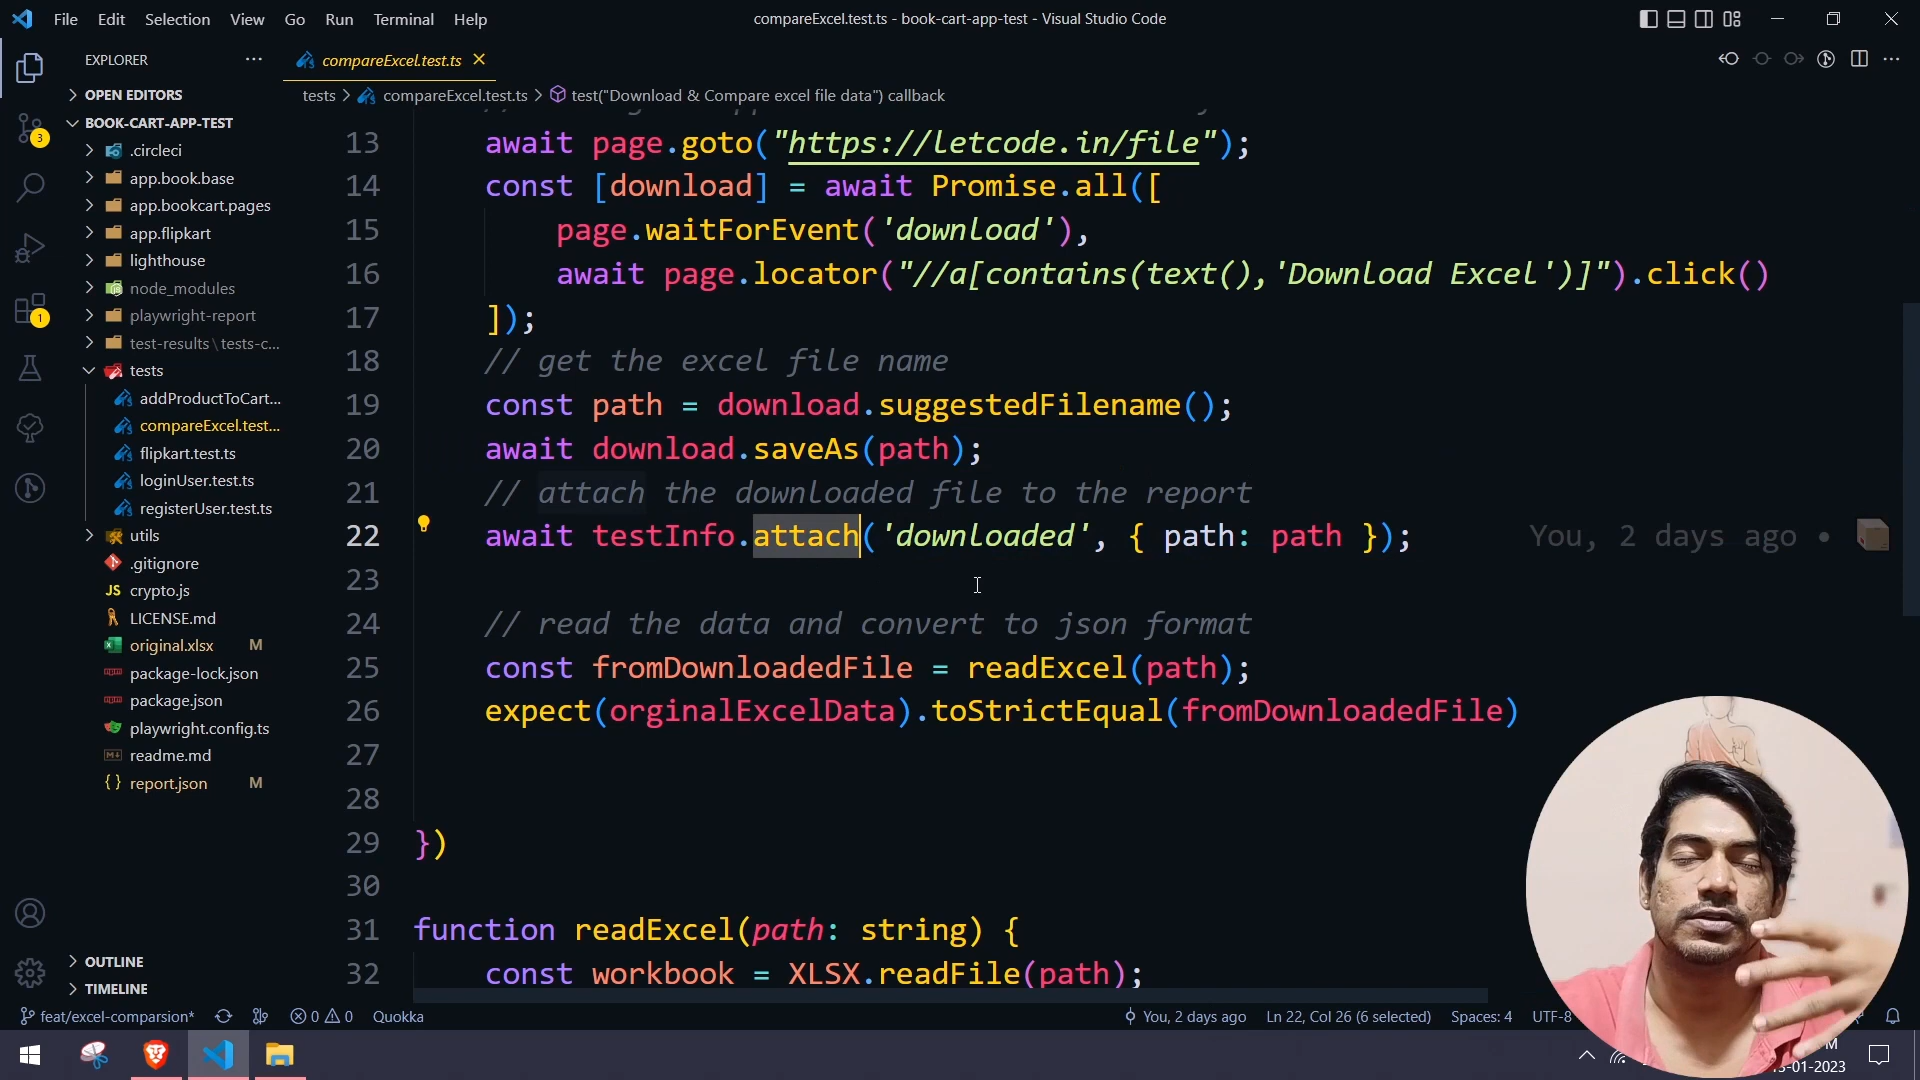 File Edit Selection View Go Run Terminal Help
compareExcel.test.ts - book-cart-app-test - Visual Studio Code
EXPLORER
compareExcel.test.ts
OPEN EDITORS
BOOK-CART-APP-TEST
.circleci
app.book.base
app.bookcart.pages
app.flipkart
lighthouse
node_modules
playwright-report
test-results\tests-c...
tests
addProductToCart...
compareExcel.test...
flipkart.test.ts
loginUser.test.ts
registerUser.test.ts
utils
.gitignore
JS crypto.js
LICENSE.md
original.xlsx M
package-lock.json
package.json
playwright.config.ts
readme.md
{} report.json M
OUTLINE
TIMELINE
3
1
tests > compareExcel.test.ts > test("Download & Compare excel file data") callback
13 await page.goto("https://letcode.in/file");
14 const [download] = await Promise.all([
15 page.waitForEvent('download'),
16 await page.locator("//a[contains(text(),'Download Excel')]").click()
17 ]);
18 // get the excel file name
19 const path = download.suggestedFilename();
20 await download.saveAs(path);
21 // attach the downloaded file to the report
22 await testInfo.attach('downloaded', { path: path }); You, 2 days ago •
23
24 // read the data and convert to json format
25 const fromDownloadedFile = readExcel(path);
26 expect(orginalExcelData).toStrictEqual(fromDownloadedFile)
27
28
29 })
30
31 function readExcel(path: string) {
32 const workbook = XLSX.readFile(path);
feat/excel-comparsion* 0 0 Quokka You, 2 days ago Ln 22, Col 26 (6 selected) Spaces: 4 UTF-8
-01-2023